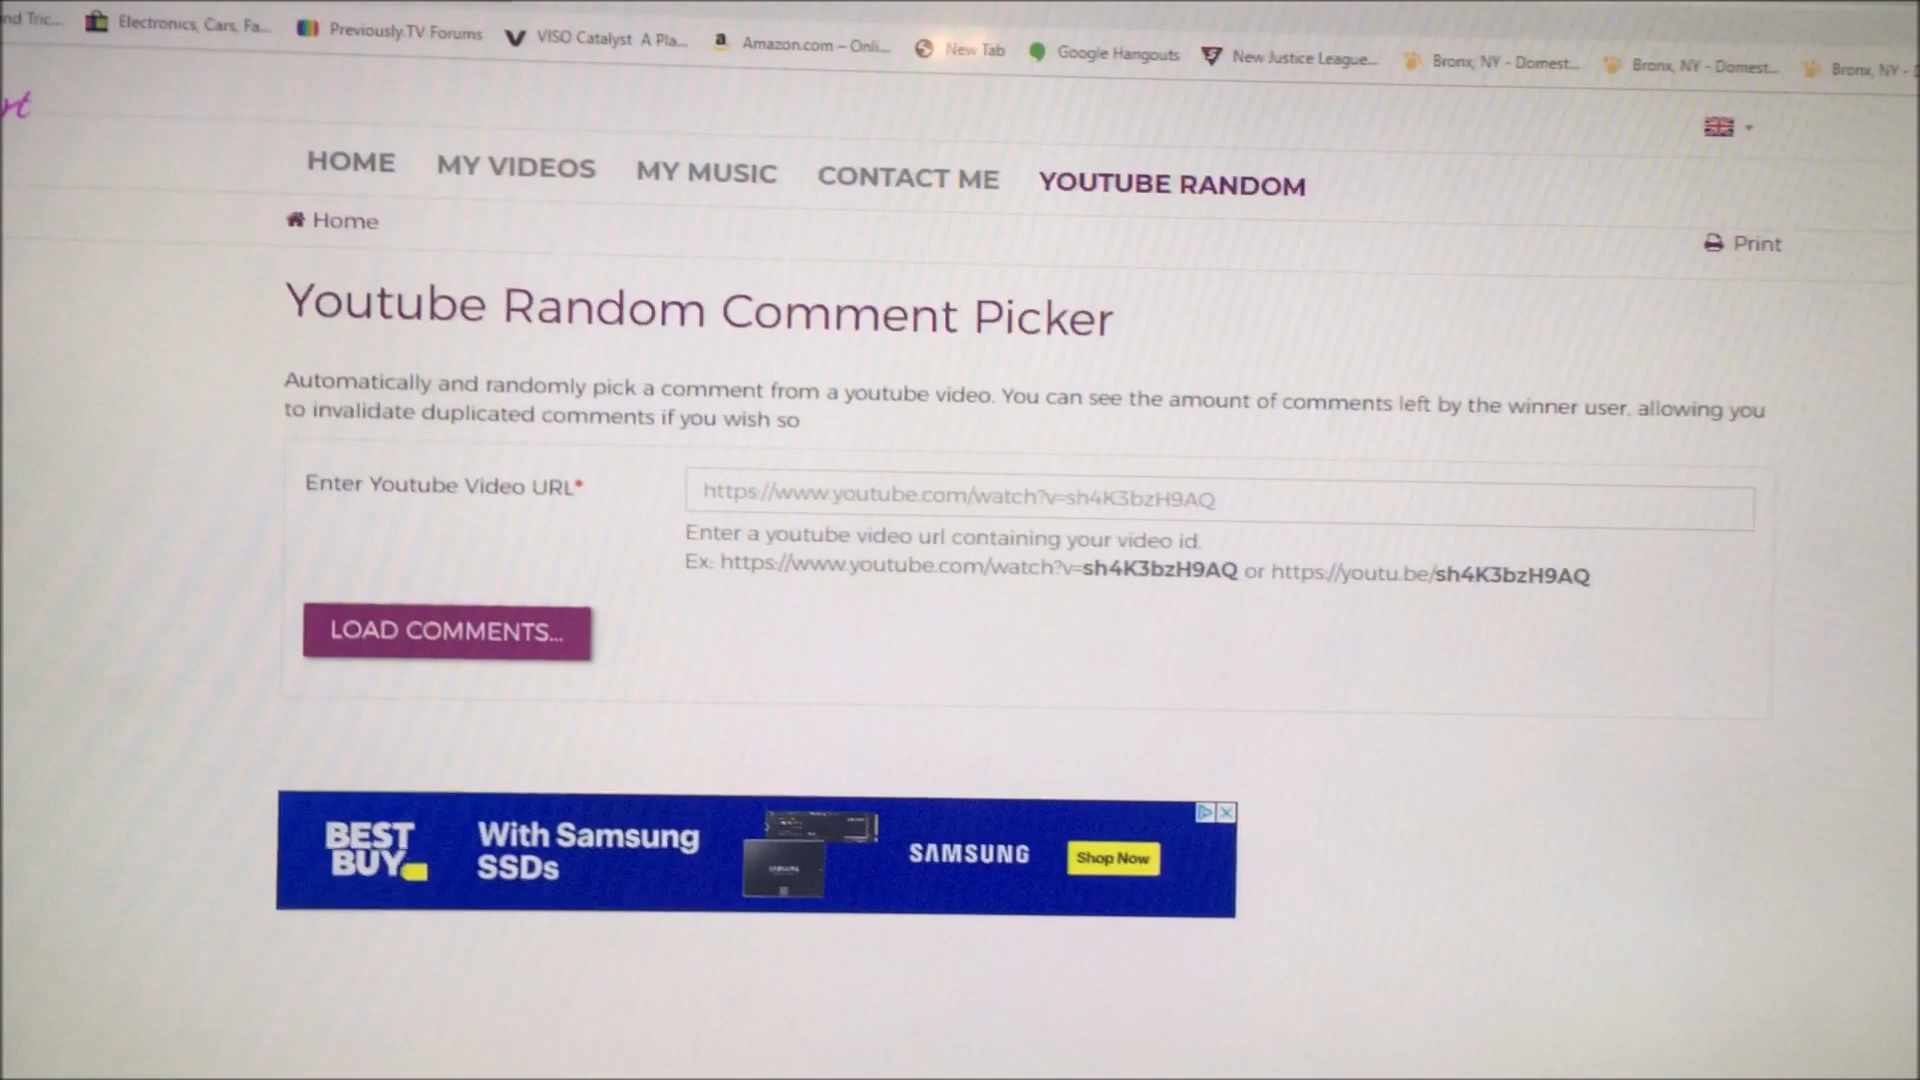 nd Tric... Electronics, Cars, Fa... Previously.TV Forums VISO Catalyst A Pla... Amazon.com – Onli... New Tab Google Hangouts New Justice League... Bronx, NY - Domest... Bronx, NY - Domest... Bronx, NY -
rt
HOME MY VIDEOS MY MUSIC CONTACT ME YOUTUBE RANDOM
Home
Print
Youtube Random Comment Picker
Automatically and randomly pick a comment from a youtube video. You can see the amount of comments left by the winner user, allowing you
to invalidate duplicated comments if you wish so
Enter Youtube Video URL*
https://www.youtube.com/watch?v=sh4K3bzH9AQ
Enter a youtube video url containing your video id.
Ex: https://www.youtube.com/watch?v=sh4K3bzH9AQ or https://youtu.be/sh4K3bzH9AQ
LOAD COMMENTS...
BEST
BUY
With Samsung
SSDs
SAMSUNG
SAMSUNG
Shop Now